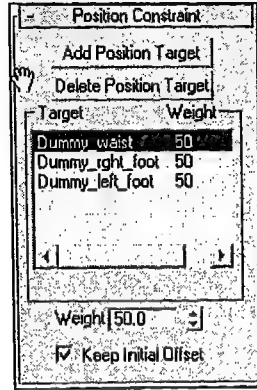 - Position Constraint
Add Position Target
Delete Position Target
Target Weight
Dummy_waist 50
Dummy_rght_foot 50
Dummy_left_foot 50
Weight 50.0
Keep Initial Offset